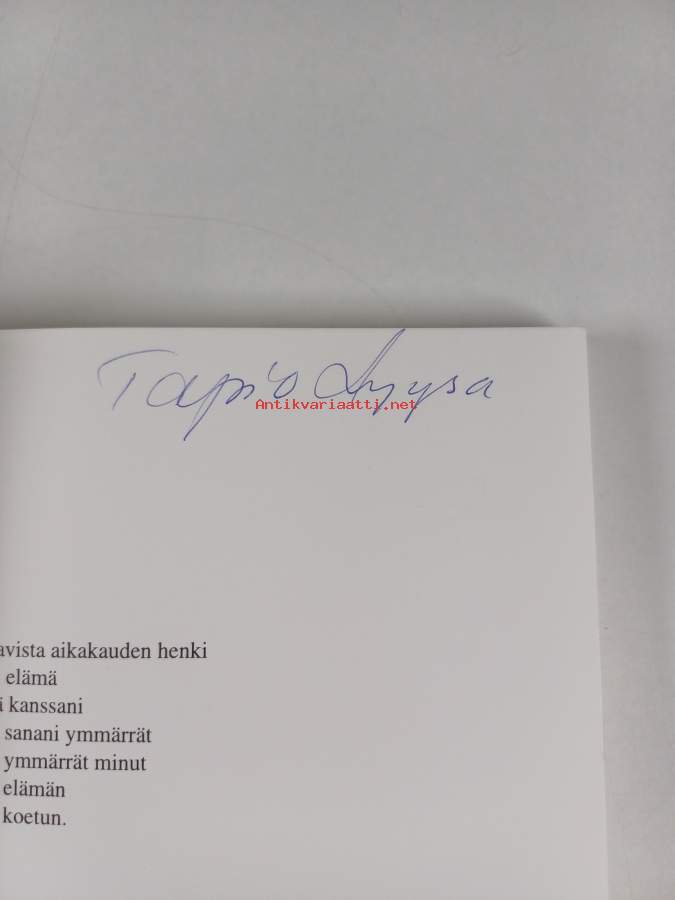 Tapio
Antikvariaatti.net
avista aikakauden henki
elämä
ä kanssani
sanani ymmärrät
ymmärrät minut
elämän
koetun.